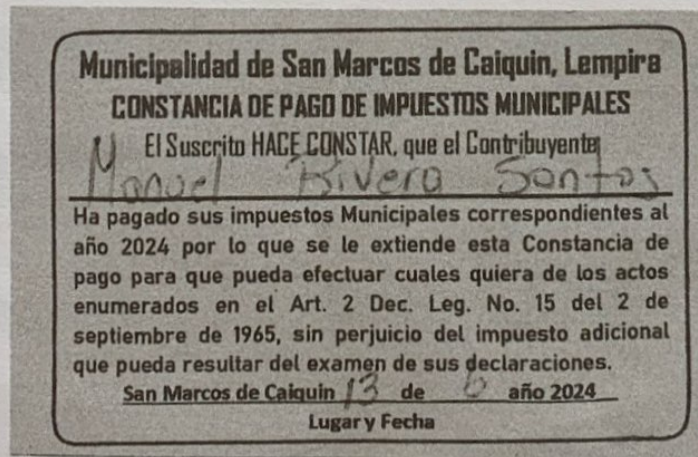 Municipalidad de San Marcos de Caiquin, Lempira
CONSTANCIA DE PAGO DE IMPUESTOS MUNICIPALES
El Suscrito HACE CONSTAR, que el Contribuyente
Manuel Rivera Santos
Ha pagado sus impuestos Municipales correspondientes al
año 2024 por lo que se le extiende esta Constancia de
pago para que pueda efectuar cuales quiera de los actos
enumerados en el Art. 2 Dec. Leg. No. 15 del 2 de
septiembre de 1965, sin perjuicio del impuesto adicional
que pueda resultar del examen de sus declaraciones.
San Marcos de Caiquin 13 de 6 año 2024
Lugar y Fecha